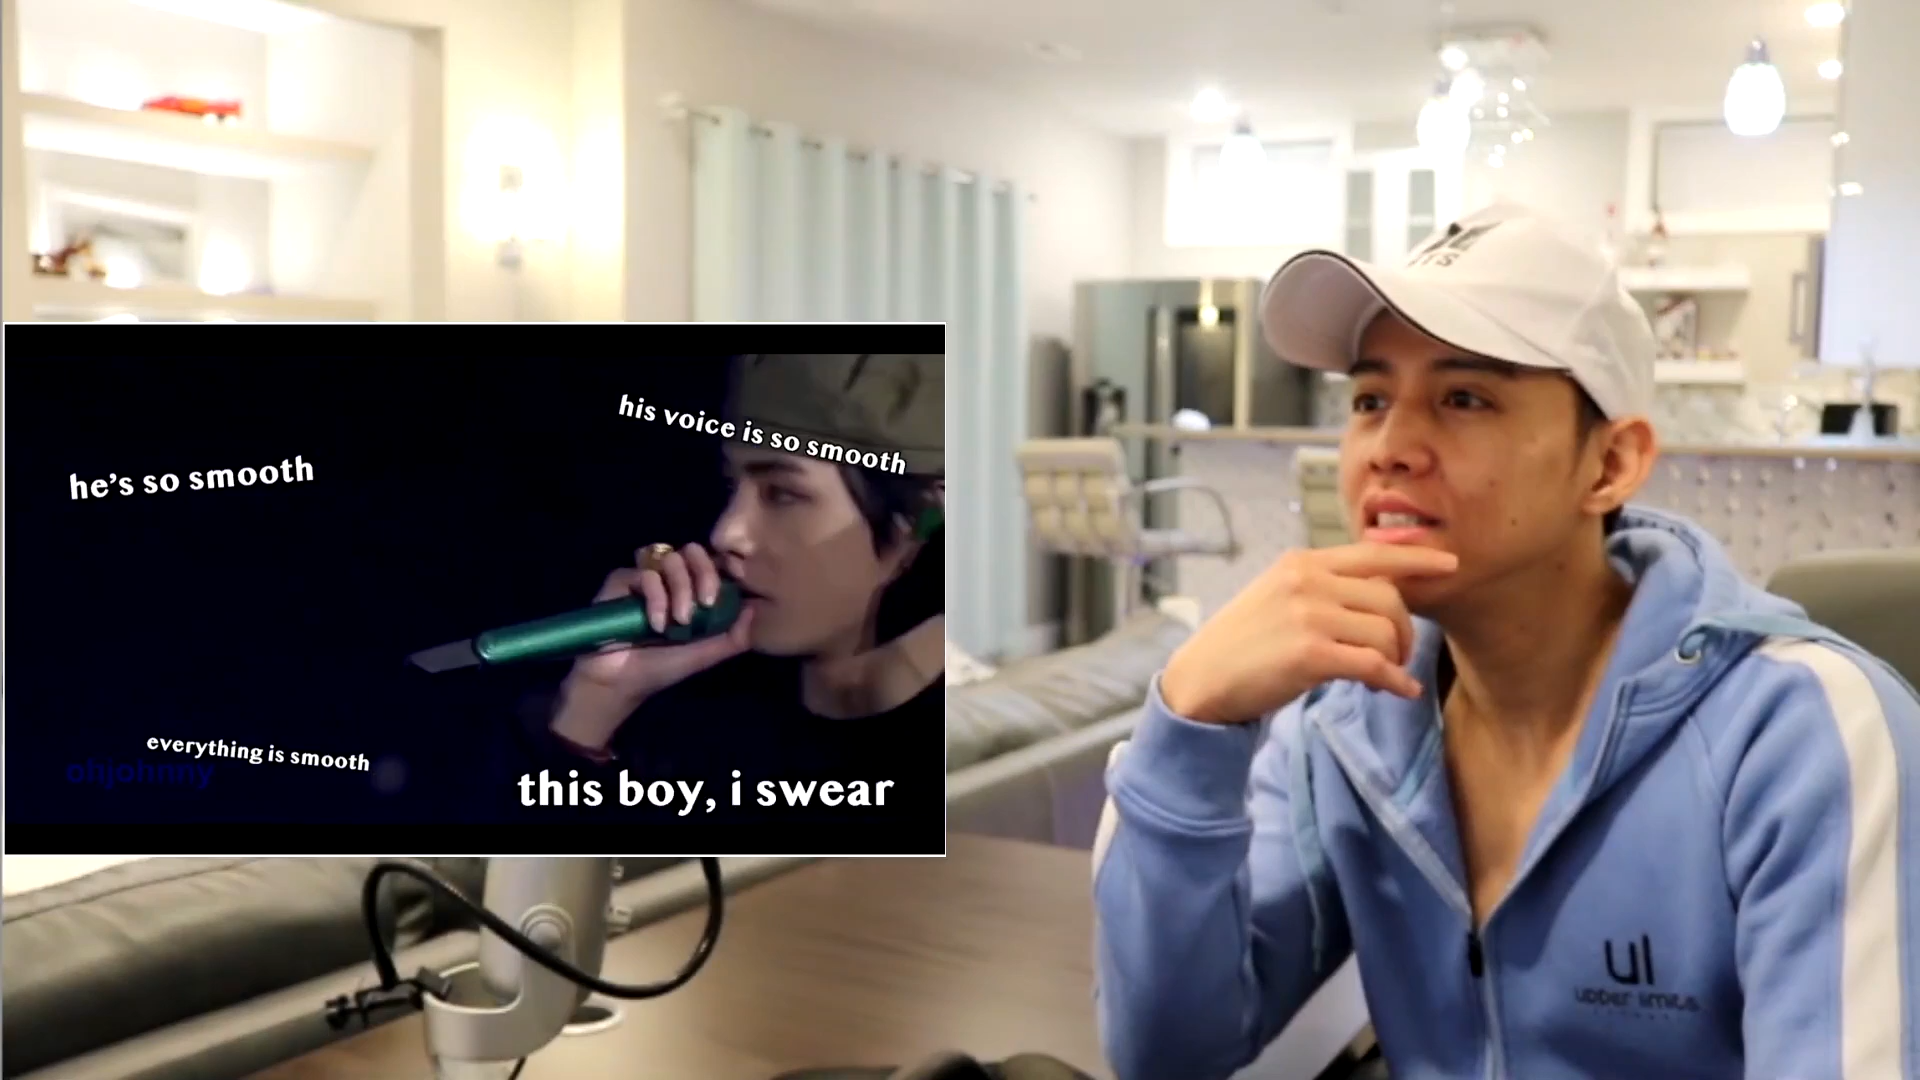 his voice is so smooth
he's so smooth
everything is smooth
ohjohnny
this boy, i swear
ul
upper limits